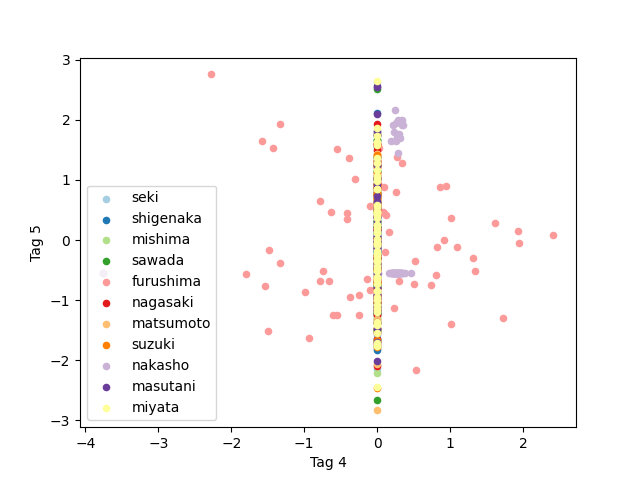 3
2
1
0
−1
−2
−3
Tag 5
seki
shigenaka
mishima
sawada
furushima
nagasaki
matsumoto
suzuki
nakasho
masutani
miyata
−4 −3 −2 −1 0 1 2
Tag 4